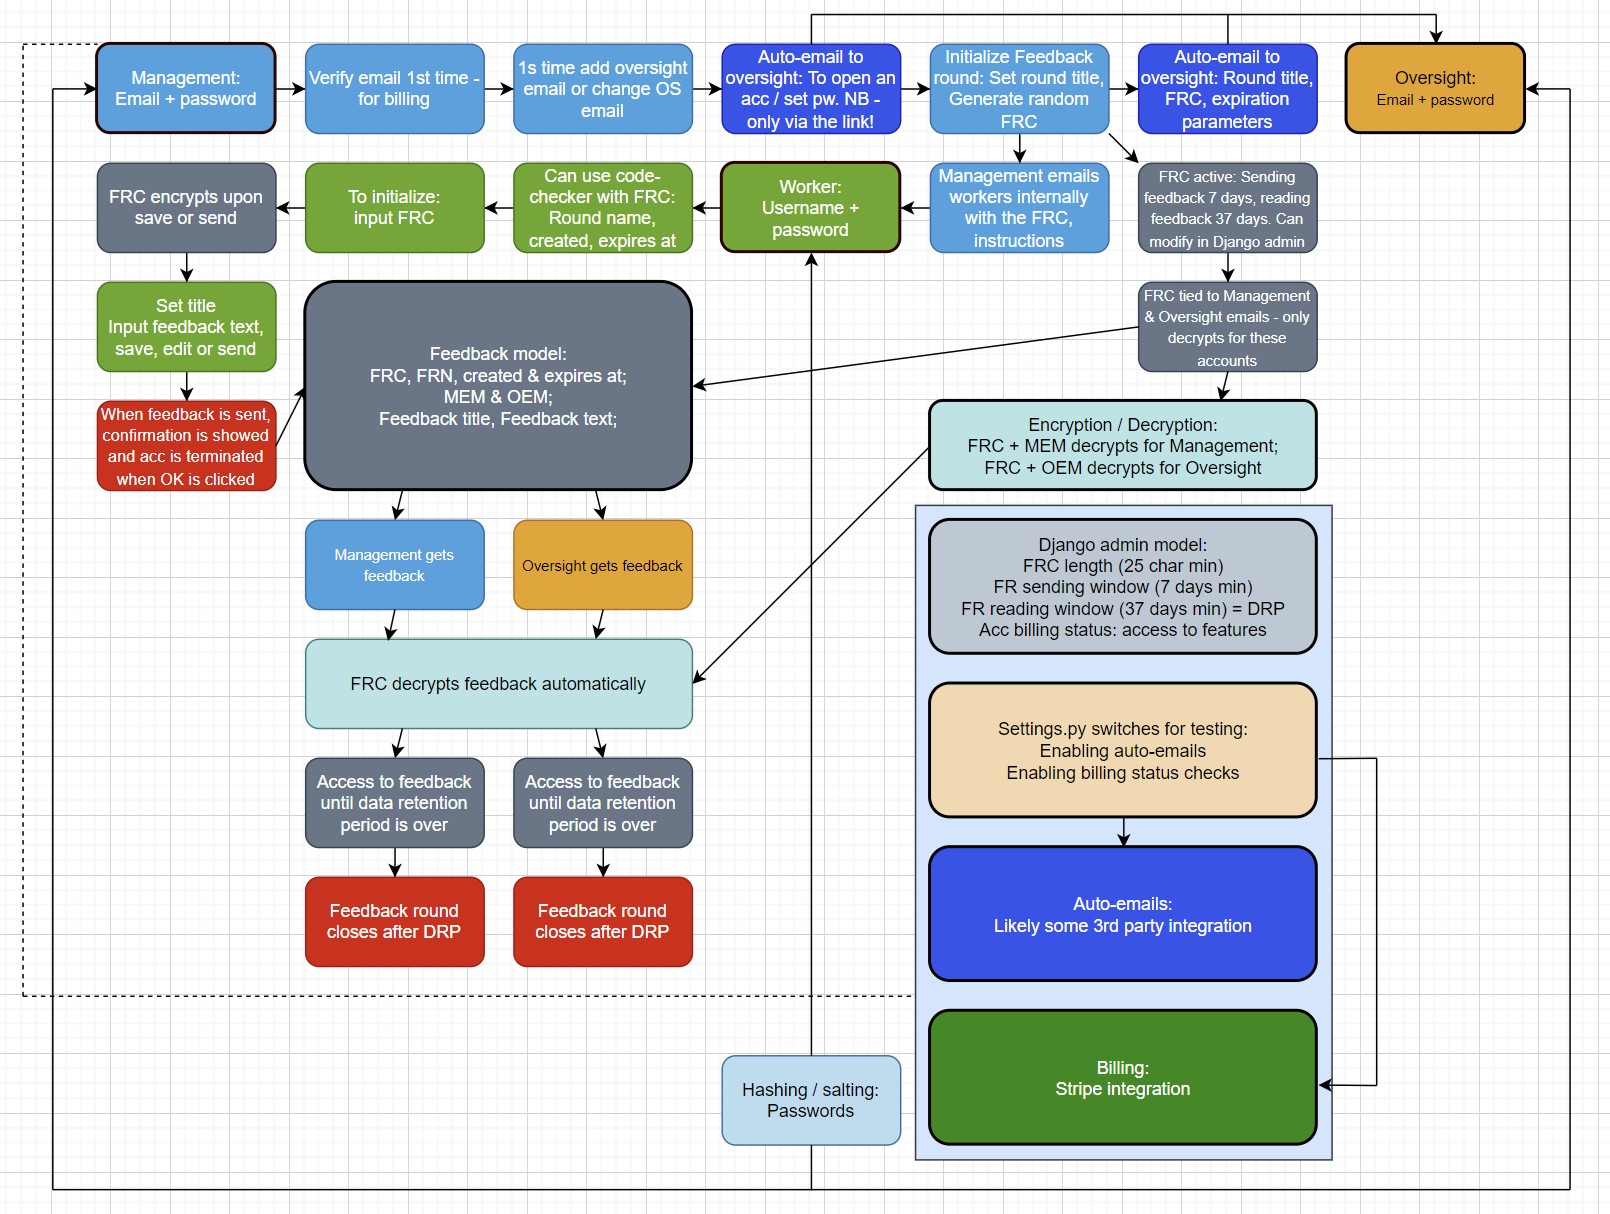 Management:
Email + password
Verify email 1st time -
for billing
1s time add oversight
email or change OS
email
Auto-email to
oversight: To open an
acc / set pw. NB -
only via the link!
Initialize Feedback
round: Set round title,
Generate random
FRC
Auto-email to
oversight: Round title,
FRC, expiration
parameters
Oversight:
Email + password
FRC encrypts upon
save or send
To initialize:
input FRC
Can use code-
checker with FRC:
Round name,
created, expires at
Worker:
Username +
password
Management emails
workers internally
with the FRC,
instructions
FRC active: Sending
feedback 7 days, reading
feedback 37 days. Can
modify in Django admin
Set title
Input feedback text,
save, edit or send
Feedback model:
FRC, FRN, created & expires at;
MEM & OEM;
Feedback title, Feedback text;
FRC tied to Management
& Oversight emails - only
decrypts for these
accounts
When feedback is sent,
confirmation is showed
and acc is terminated
when OK is clicked
Encryption / Decryption:
FRC + MEM decrypts for Management;
FRC + OEM decrypts for Oversight
Management gets
feedback
Oversight gets feedback
Django admin model:
FRC length (25 char min)
FR sending window (7 days min)
FR reading window (37 days min) = DRP
Acc billing status: access to features
FRC decrypts feedback automatically
Settings.py switches for testing:
Enabling auto-emails
Enabling billing status checks
Access to feedback
until data retention
period is over
Access to feedback
until data retention
period is over
Feedback round
closes after DRP
Feedback round
closes after DRP
Auto-emails:
Likely some 3rd party integration
Hashing / salting:
Passwords
Billing:
Stripe integration